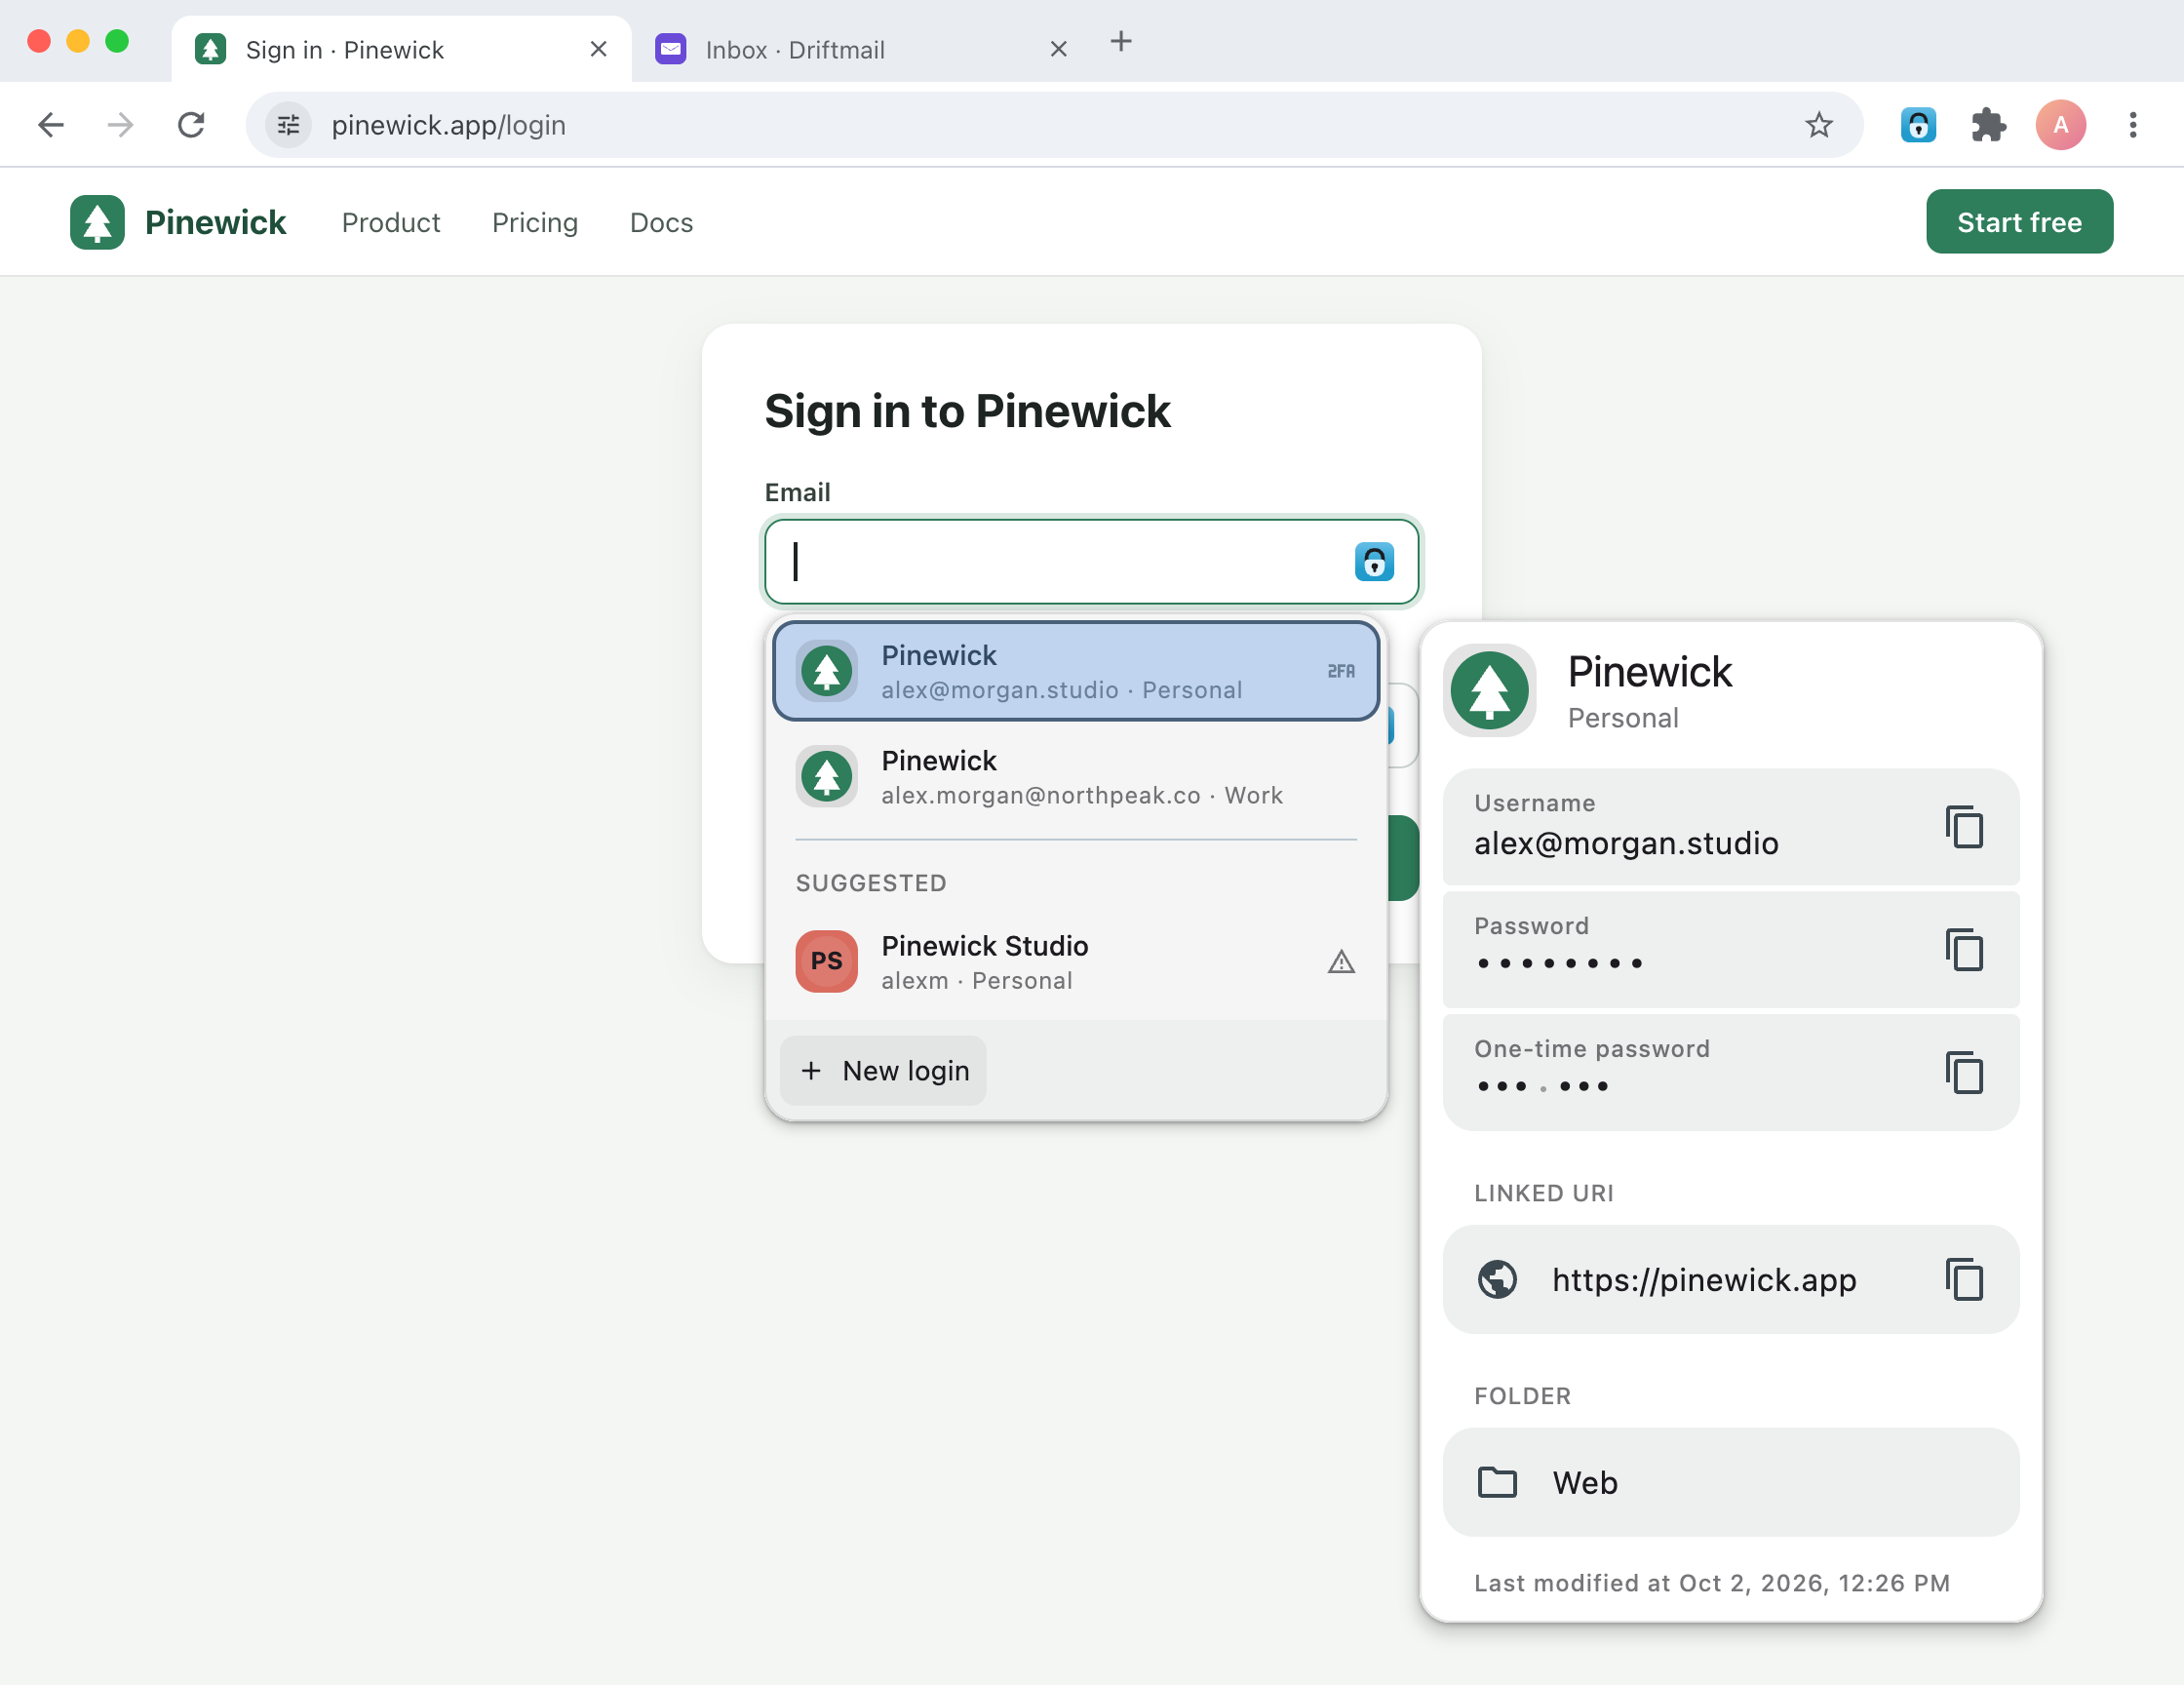 Sign in · Pinewick
Inbox · Driftmail
pinewick.app/login
A
Pinewick
Product
Pricing
Docs
Start free
Sign in to Pinewick
Email
Pinewick
alex@morgan.studio · Personal
2FA
Pinewick
alex.morgan@northpeak.co · Work
SUGGESTED
PS
Pinewick Studio
alexm · Personal
New login
Pinewick
Personal
Username
alex@morgan.studio
Password
One-time password
LINKED URI
https://pinewick.app
FOLDER
Web
Last modified at Oct 2, 2026, 12:26 PM